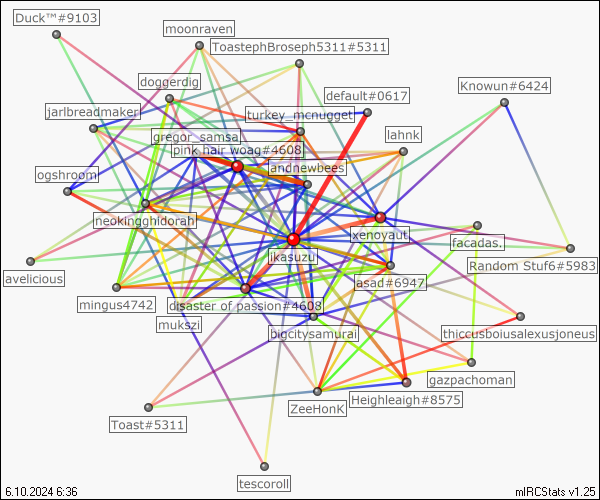 Duck™#9103
moonraven
ToastephBroseph5311#5311
doggerdig
default#0617
Knowun#6424
jarlbreadmaker
turkey_mcnugget
gregor_samsa
lahnk
pink hair woag#4608
andnewbees
ogshroom
neokingghidorah
xenoyaut
facadas.
ikasuzu
Random Stuf6#5983
avelicious
jasad#6947
mingus4742
disaster of passion#4608
mukszi
bigcitysamurai
thiccusboiusalexusjoneus
gazpachoman
Heighleaigh#8575
ZeeHonK
Toast#5311
tescoroll
6.10.2024 6:36
mIRCStats v1.25